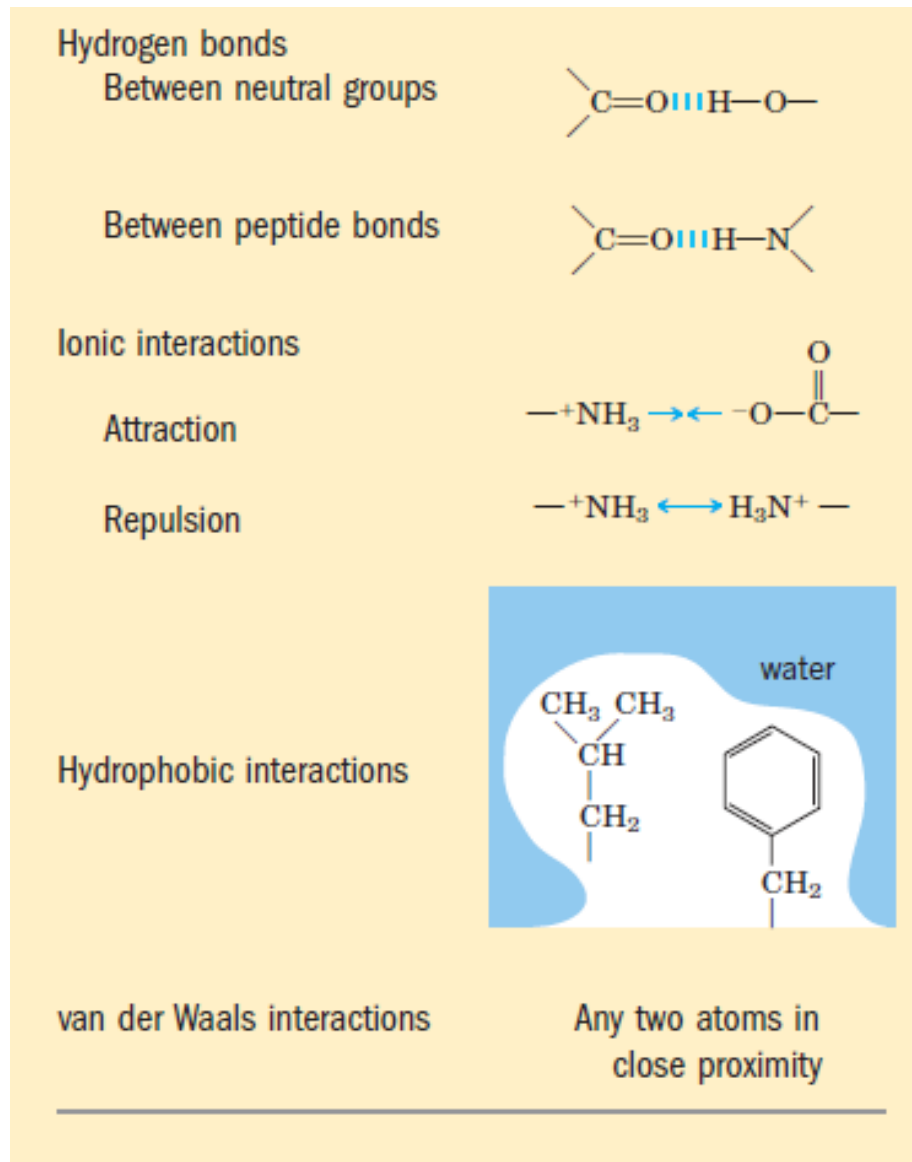 Hydrogen bonds
Between neutral groups
C=O H—O—
Between peptide bonds
C=O H—N
Ionic interactions
O
Attraction
—⁺NH₃ →← ⁻O—C—
Repulsion
—⁺NH₃ ↔ H₃N⁺ —
water
CH₃ CH₃
CH
Hydrophobic interactions
CH₂
CH₂
van der Waals interactions
Any two atoms in
close proximity